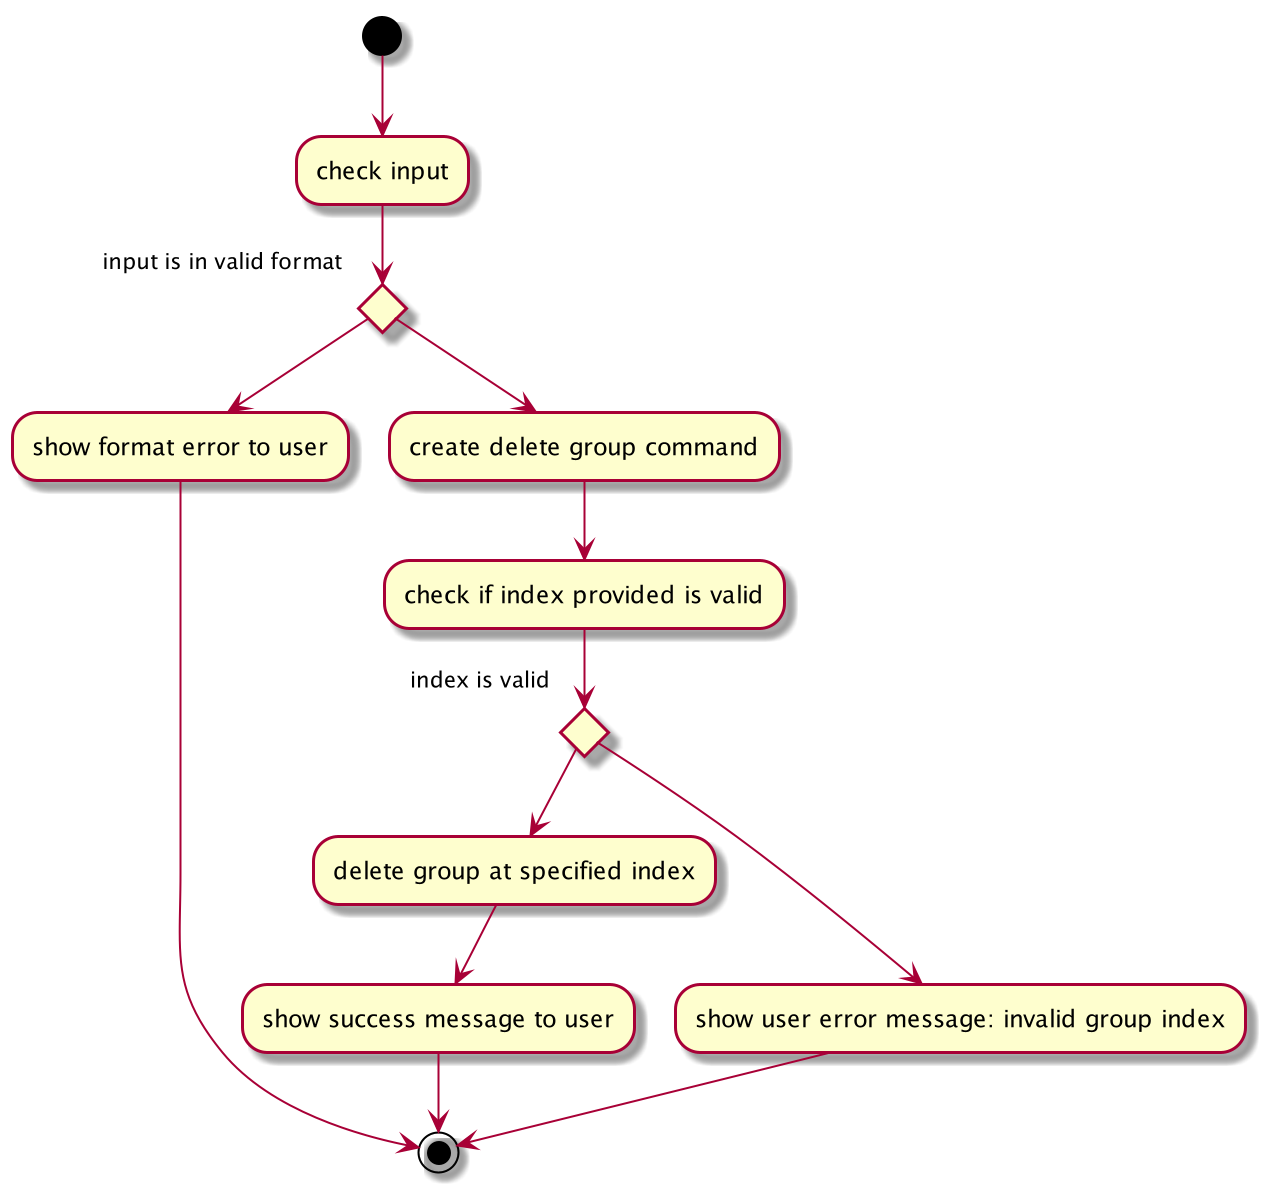 check input
input is in valid format
show format error to user
create delete group command
check if index provided is valid
index is valid
delete group at specified index
show success message to user
show user error message: invalid group index